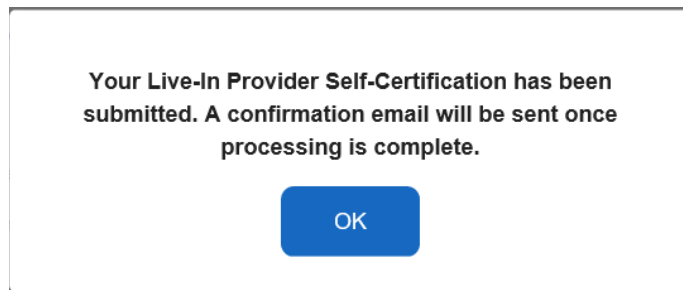 Your Live-In Provider Self-Certification has been
submitted. A confirmation email will be sent once
processing is complete.
OK